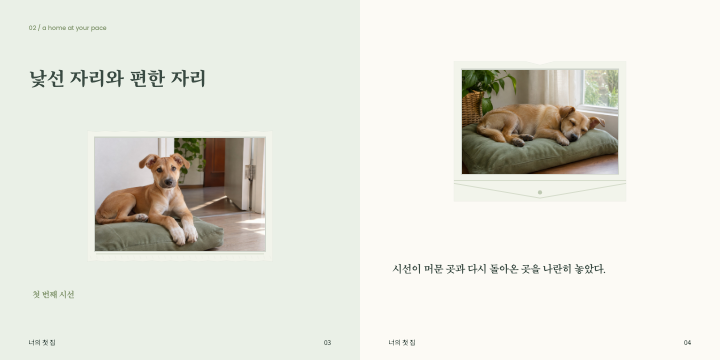 02 / a home at your pace
낯선 자리와 편한 자리
첫 번째 시선
너의 첫 집
03
시선이 머문 곳과 다시 돌아온 곳을 나란히 놓았다.
너의 첫 집
04